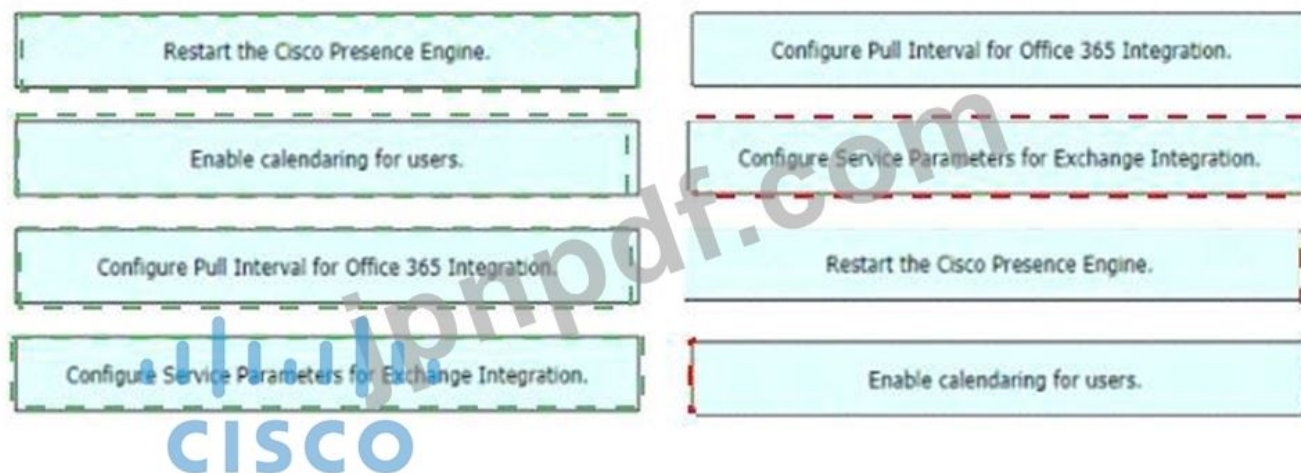 Restart the Cisco Presence Engine.
Enable calendaring for users.
Configure Pull Interval for Office 365 Integration.
Configure Service Parameters for Exchange Integration.
Configure Pull Interval for Office 365 Integration.
Configure Service Parameters for Exchange Integration.
Restart the Cisco Presence Engine.
Enable calendaring for users.
jpnpdf.com
CISCO